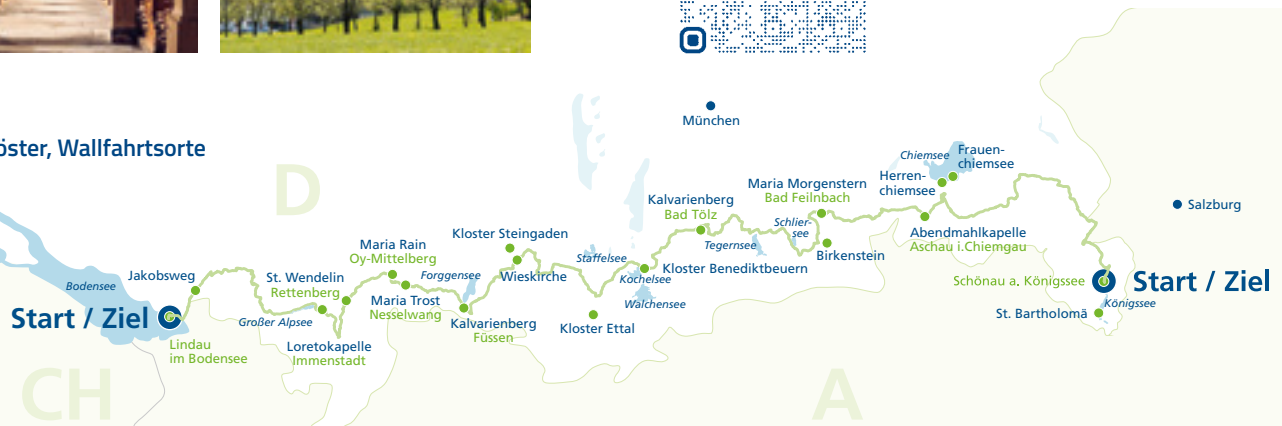 öster, Wallfahrtsorte
D
München
Salzburg
Bodensee
Start / Ziel
Lindau
im Bodensee
CH
Jakobsweg
St. Wendelin
Rettenberg
Großer Alpsee
Loretokapelle
Immenstadt
Maria Rain
Oy-Mittelberg
Maria Trost
Nesselwang
Forggensee
Kalvarienberg
Füssen
Kloster Steingaden
Wieskirche
Kloster Ettal
Staffelsee
Kochelsee
Walchensee
Kloster Benediktbeuern
Kalvarienberg
Bad Tölz
Tegernsee
Schlier-
see
Maria Morgenstern
Bad Feilnbach
Birkenstein
Herren-
chiemsee
Chiemsee
Frauen-
chiemsee
Abendmahlkapelle
Aschau i.Chiemgau
A
Schönau a. Königssee
Start / Ziel
Königssee
St. Bartholomä